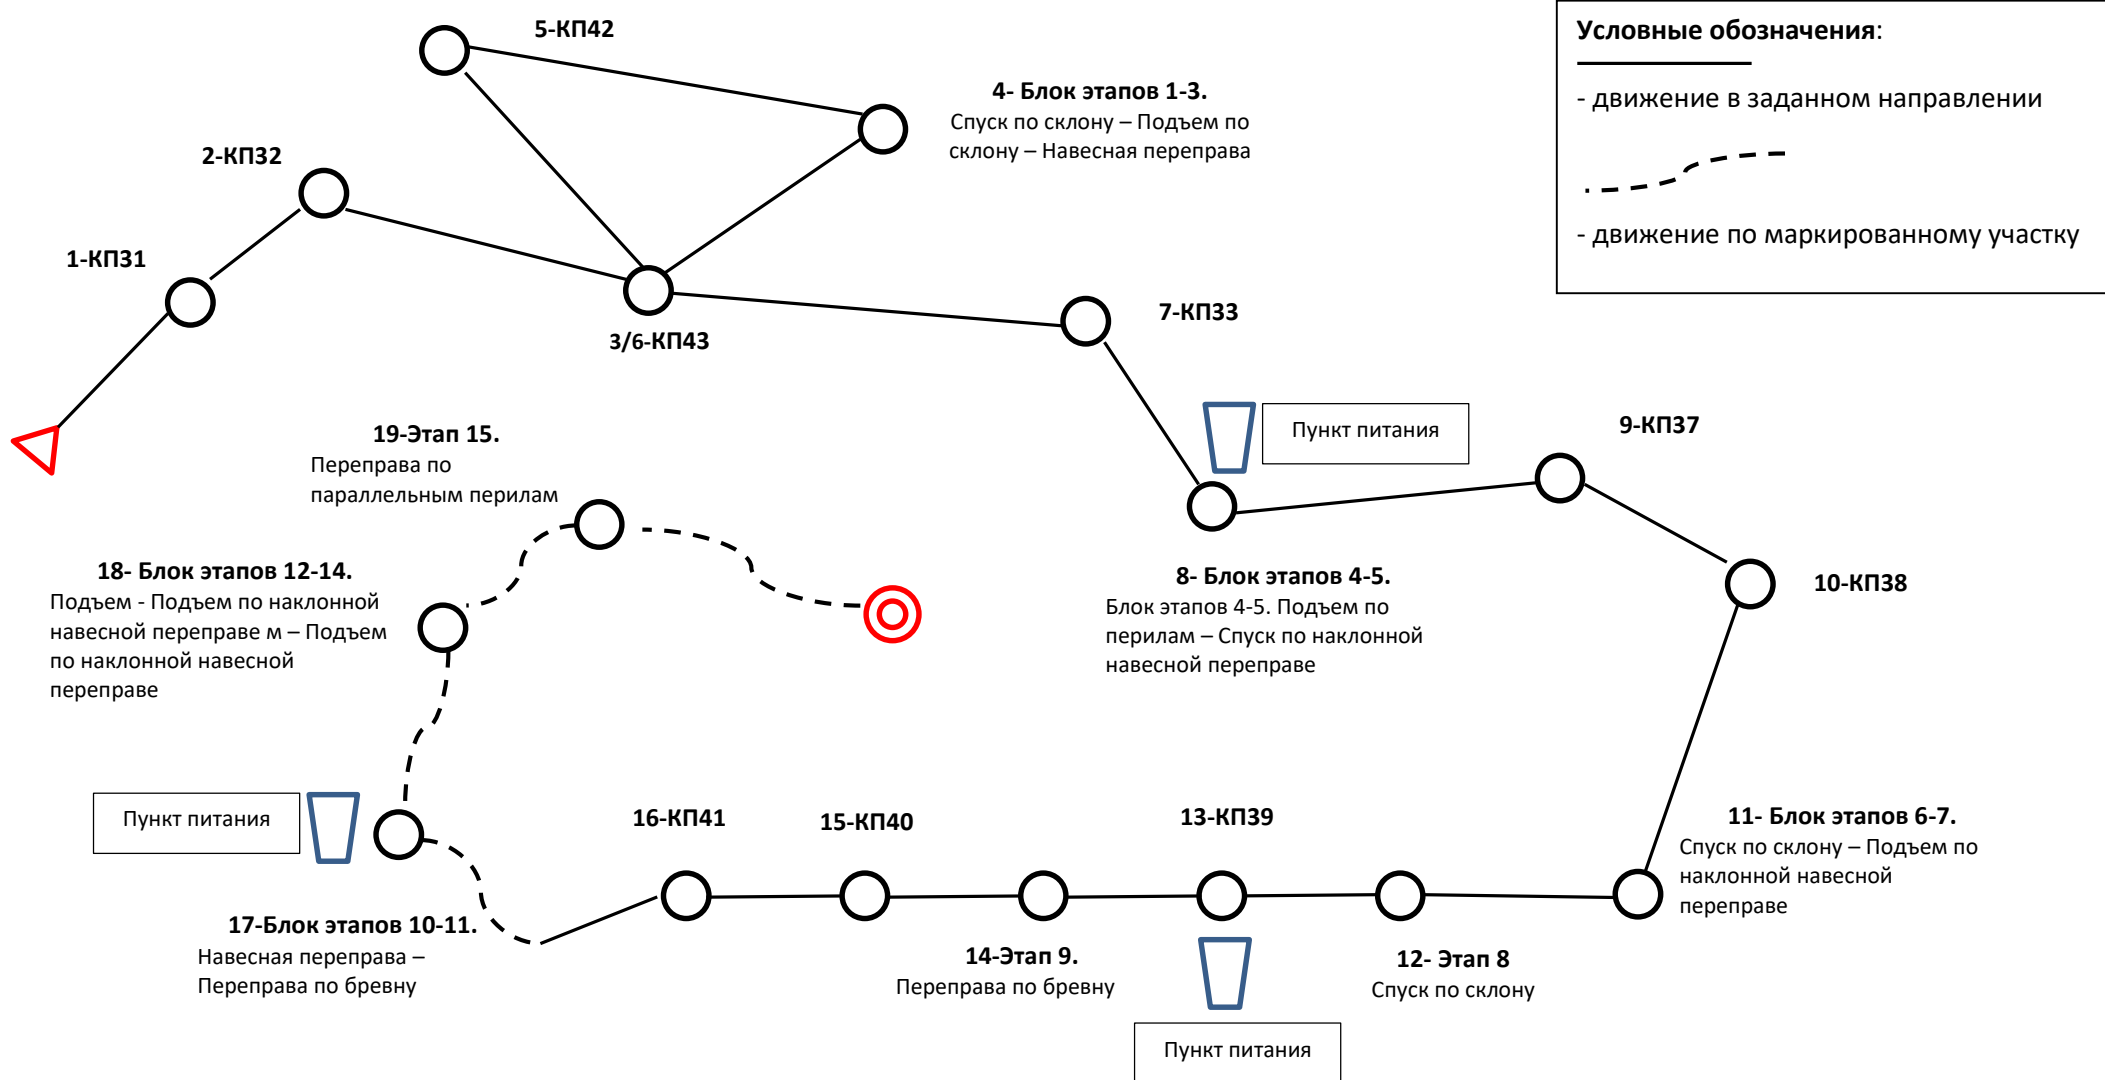 5-КП42
Условные обозначения:
- движение в заданном направлении
- движение по маркированному участку
4- Блок этапов 1-3.
Спуск по склону – Подъем по
склону – Навесная переправа
2-КП32
1-КП31
3/6-КП43
7-КП33
Пункт питания
9-КП37
19-Этап 15.
Переправа по
параллельным перилам
18- Блок этапов 12-14.
Подъем - Подъем по наклонной
навесной переправе м – Подъем
по наклонной навесной
переправе
8- Блок этапов 4-5.
Блок этапов 4-5. Подъем по
перилам – Спуск по наклонной
навесной переправе
10-КП38
Пункт питания
16-КП41
15-КП40
13-КП39
11- Блок этапов 6-7.
Спуск по склону – Подъем по
наклонной навесной
переправе
17-Блок этапов 10-11.
Навесная переправа –
Переправа по бревну
14-Этап 9.
Переправа по бревну
12- Этап 8
Спуск по склону
Пункт питания